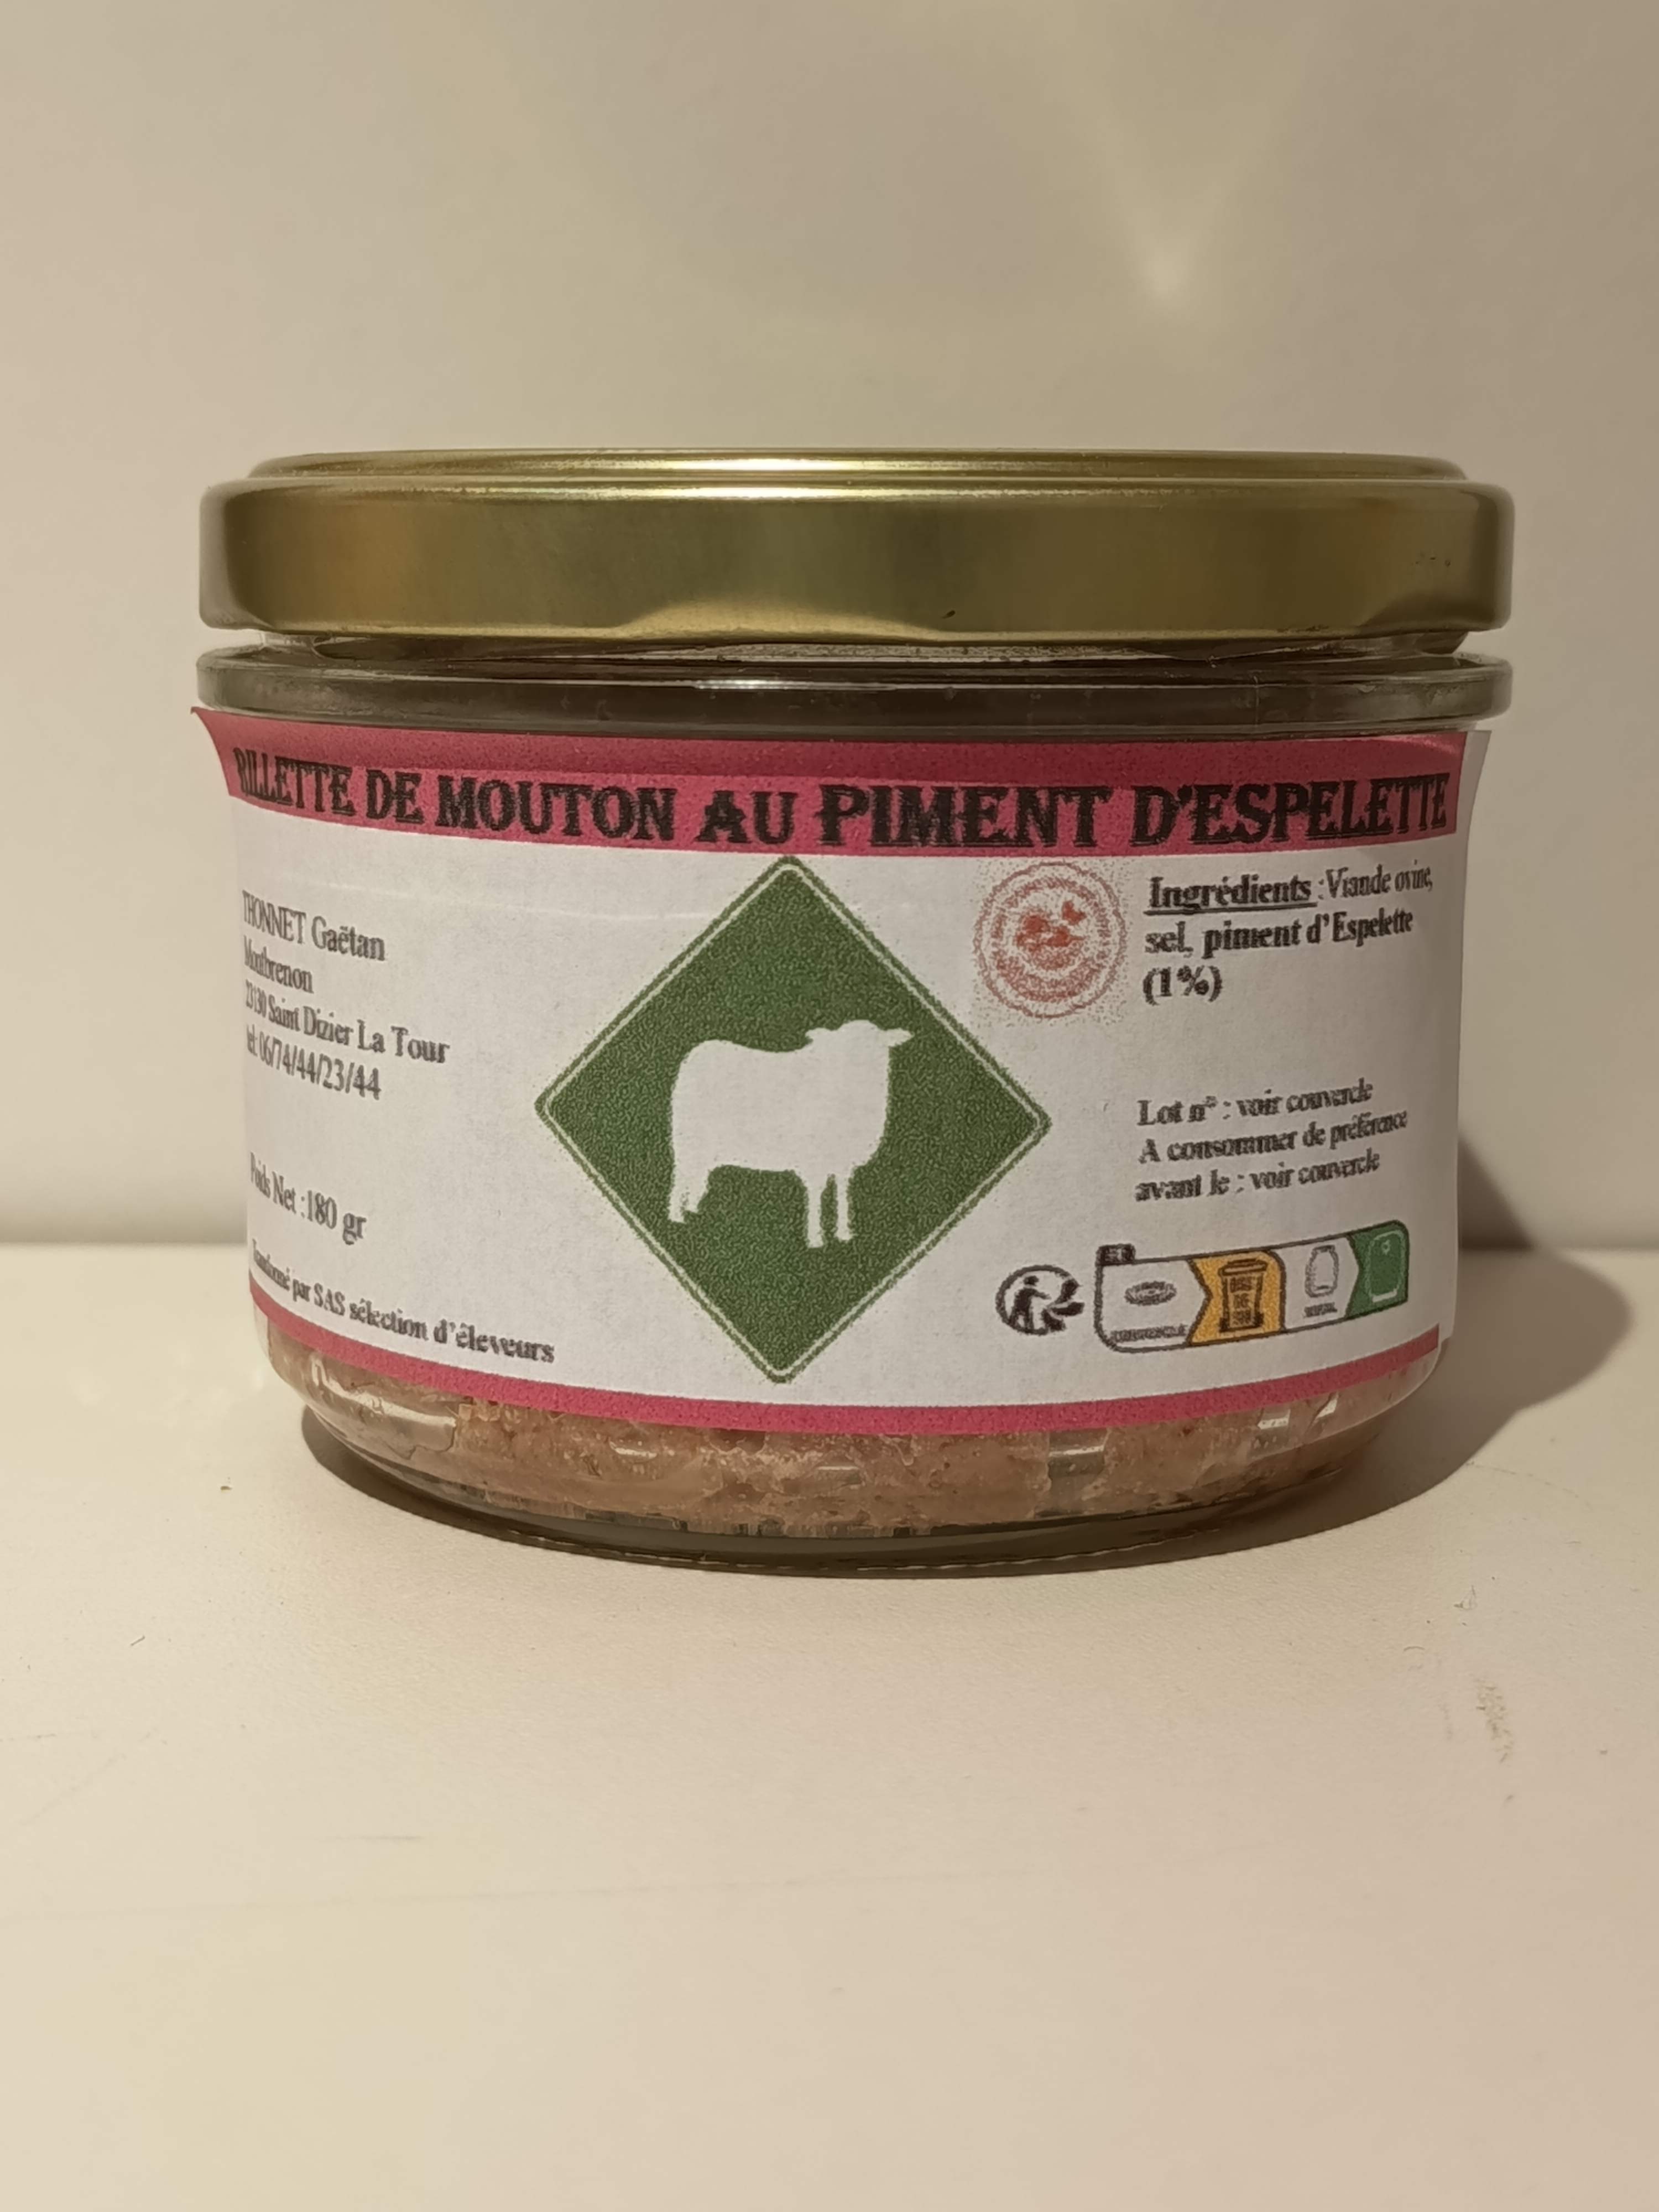 RILLETTE DE MOUTON AU PIMENT D'ESPELETTE
THONNET Gaëtan
Montbrenon
23130 Saint Dizier La Tour
tel: 06/74/44/23/44
Poids Net :180 gr
Transformé par SAS sélection d'éleveurs
Ingrédients :Viande ovine,
sel, piment d'Espelette
(1%)
Lot n° : voir couvercle
A consommer de préférence
avant le : voir couvercle
FR